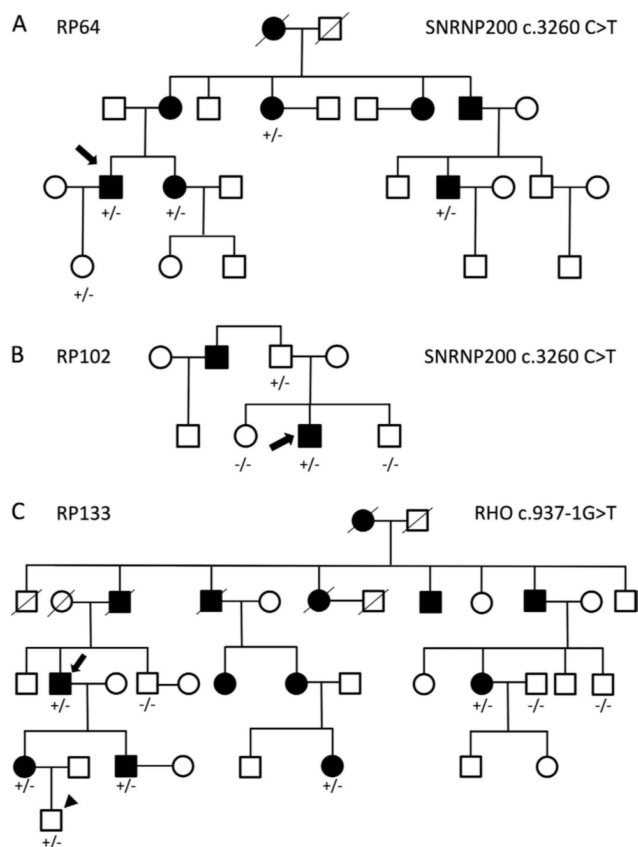 A RP64 SNRNP200 c.3260 C>T
+/-
+/- +/- +/-
+/-
B RP102 SNRNP200 c.3260 C>T
+/-
-/- +/- -/-
C RP133 RHO c.937-1G>T
+/- -/- +/- -/- -/-
+/- +/- +/-
+/-